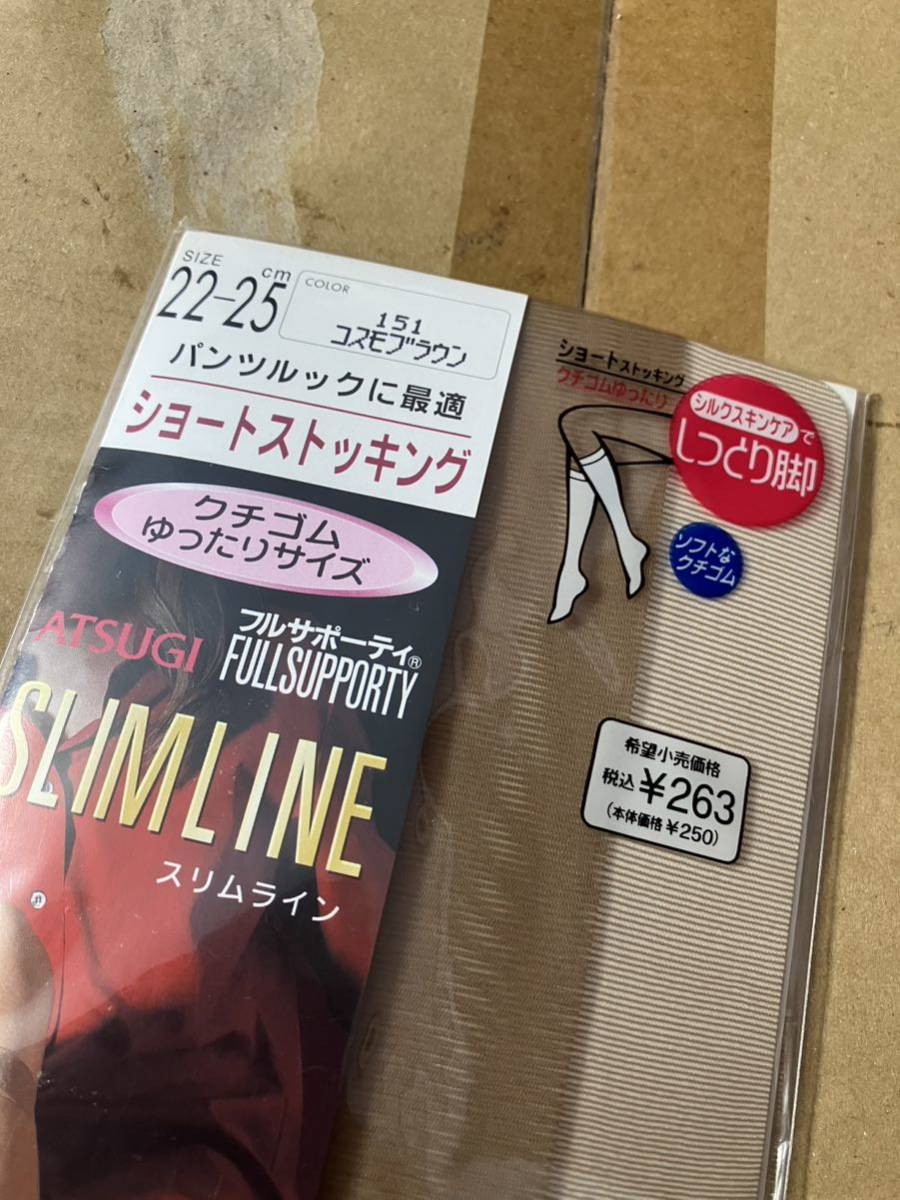 SIZE
22-25 cm
COLOR
151
コスモブラウン
パンツルックに最適
ショートストッキング
クチゴム
ゆったりサイズ
ATSUGI
フルサポーティ®
FULLSUPPORTY
SLIMLINE
スリムライン
ショートストッキング
クチゴムゆったり
シルクスキンケアで
しっとり脚
ソフトな
クチゴム
希望小売価格
税込 ¥263
(本体価格 ¥250)